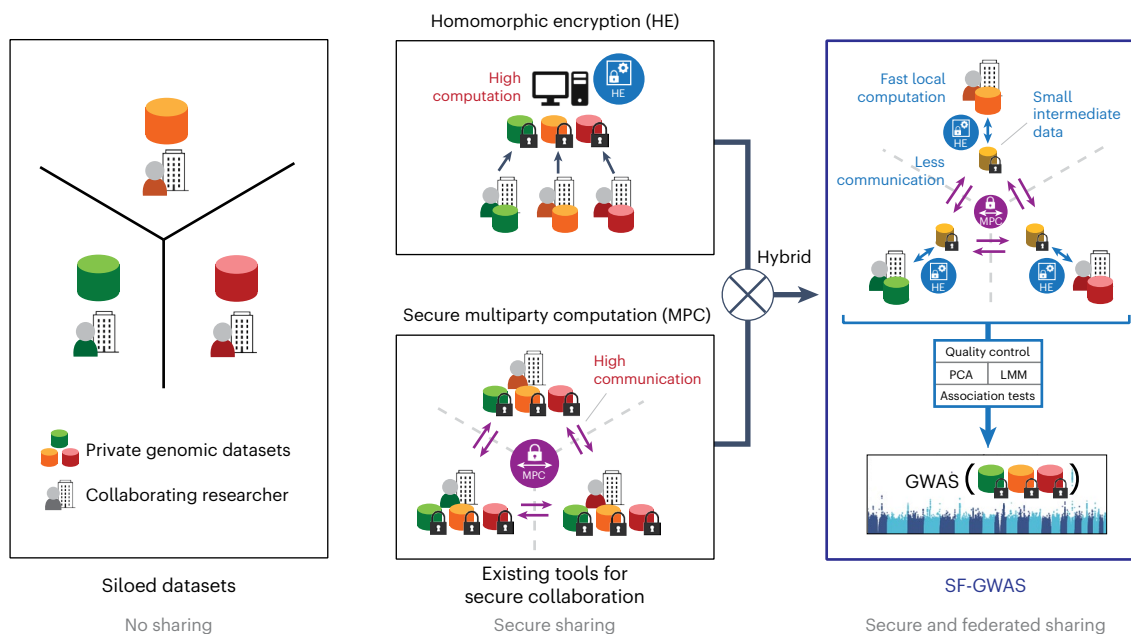 Private genomic datasets
Collaborating researcher
Siloed datasets
No sharing
Homomorphic encryption (HE)
High
computation
HE
Secure multiparty computation (MPC)
High
communication
MPC
Existing tools for
secure collaboration
Secure sharing
Hybrid
Fast local
computation
Small
intermediate
data
HE
Less
communication
MPC
HE
HE
Quality control
PCA
LMM
Association tests
GWAS ( )
SF-GWAS
Secure and federated sharing